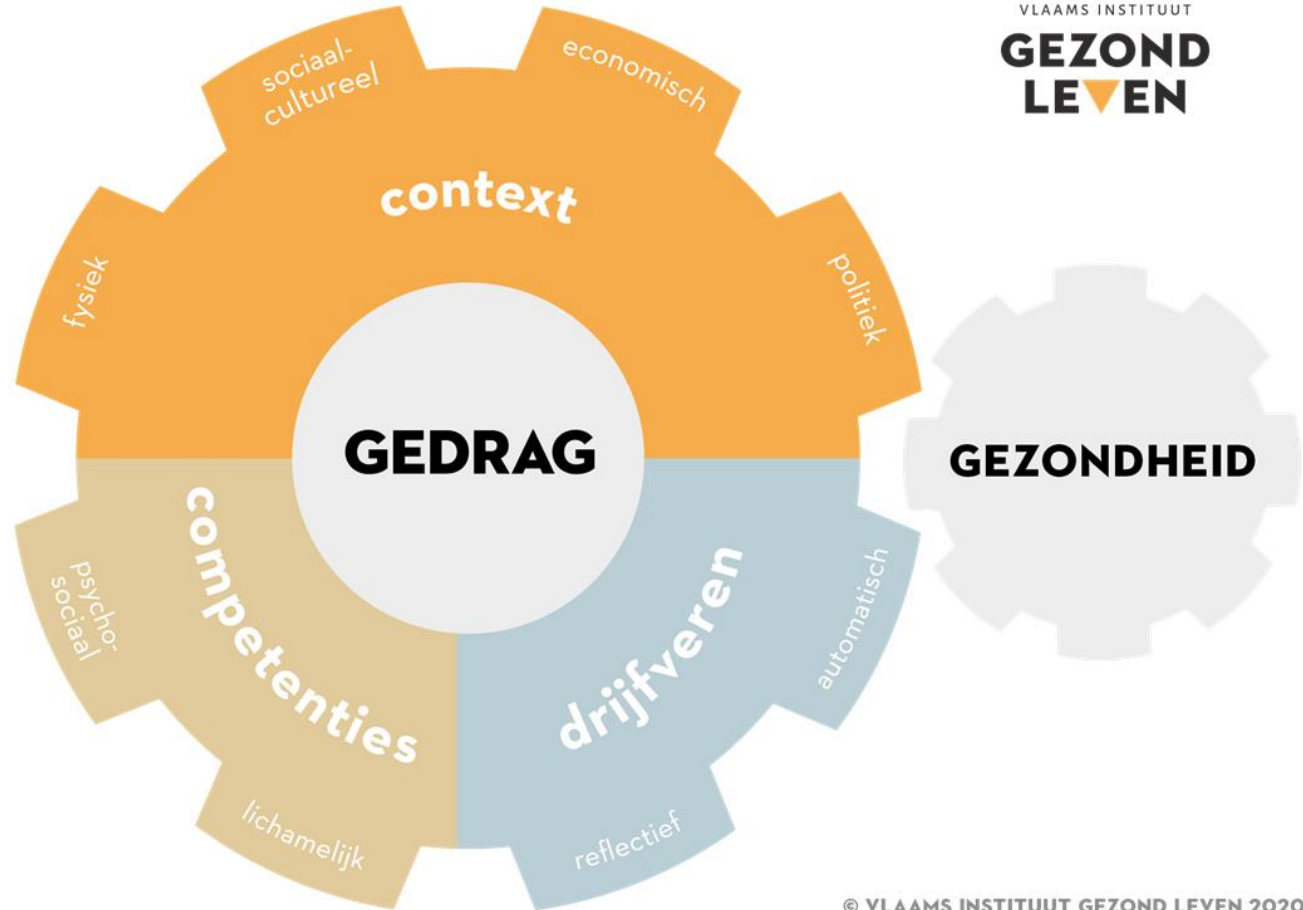 VLAAMS INSTITUUT
GEZOND
LEVEN
sociaal-
cultureel
economisch
context
fysiek
politiek
GEDRAG
GEZONDHEID
competenties
drijfveren
psycho-
sociaal
automatisch
lichamelijk
reflectief
© VLAAMS INSTITUUT GEZOND LEVEN 2020